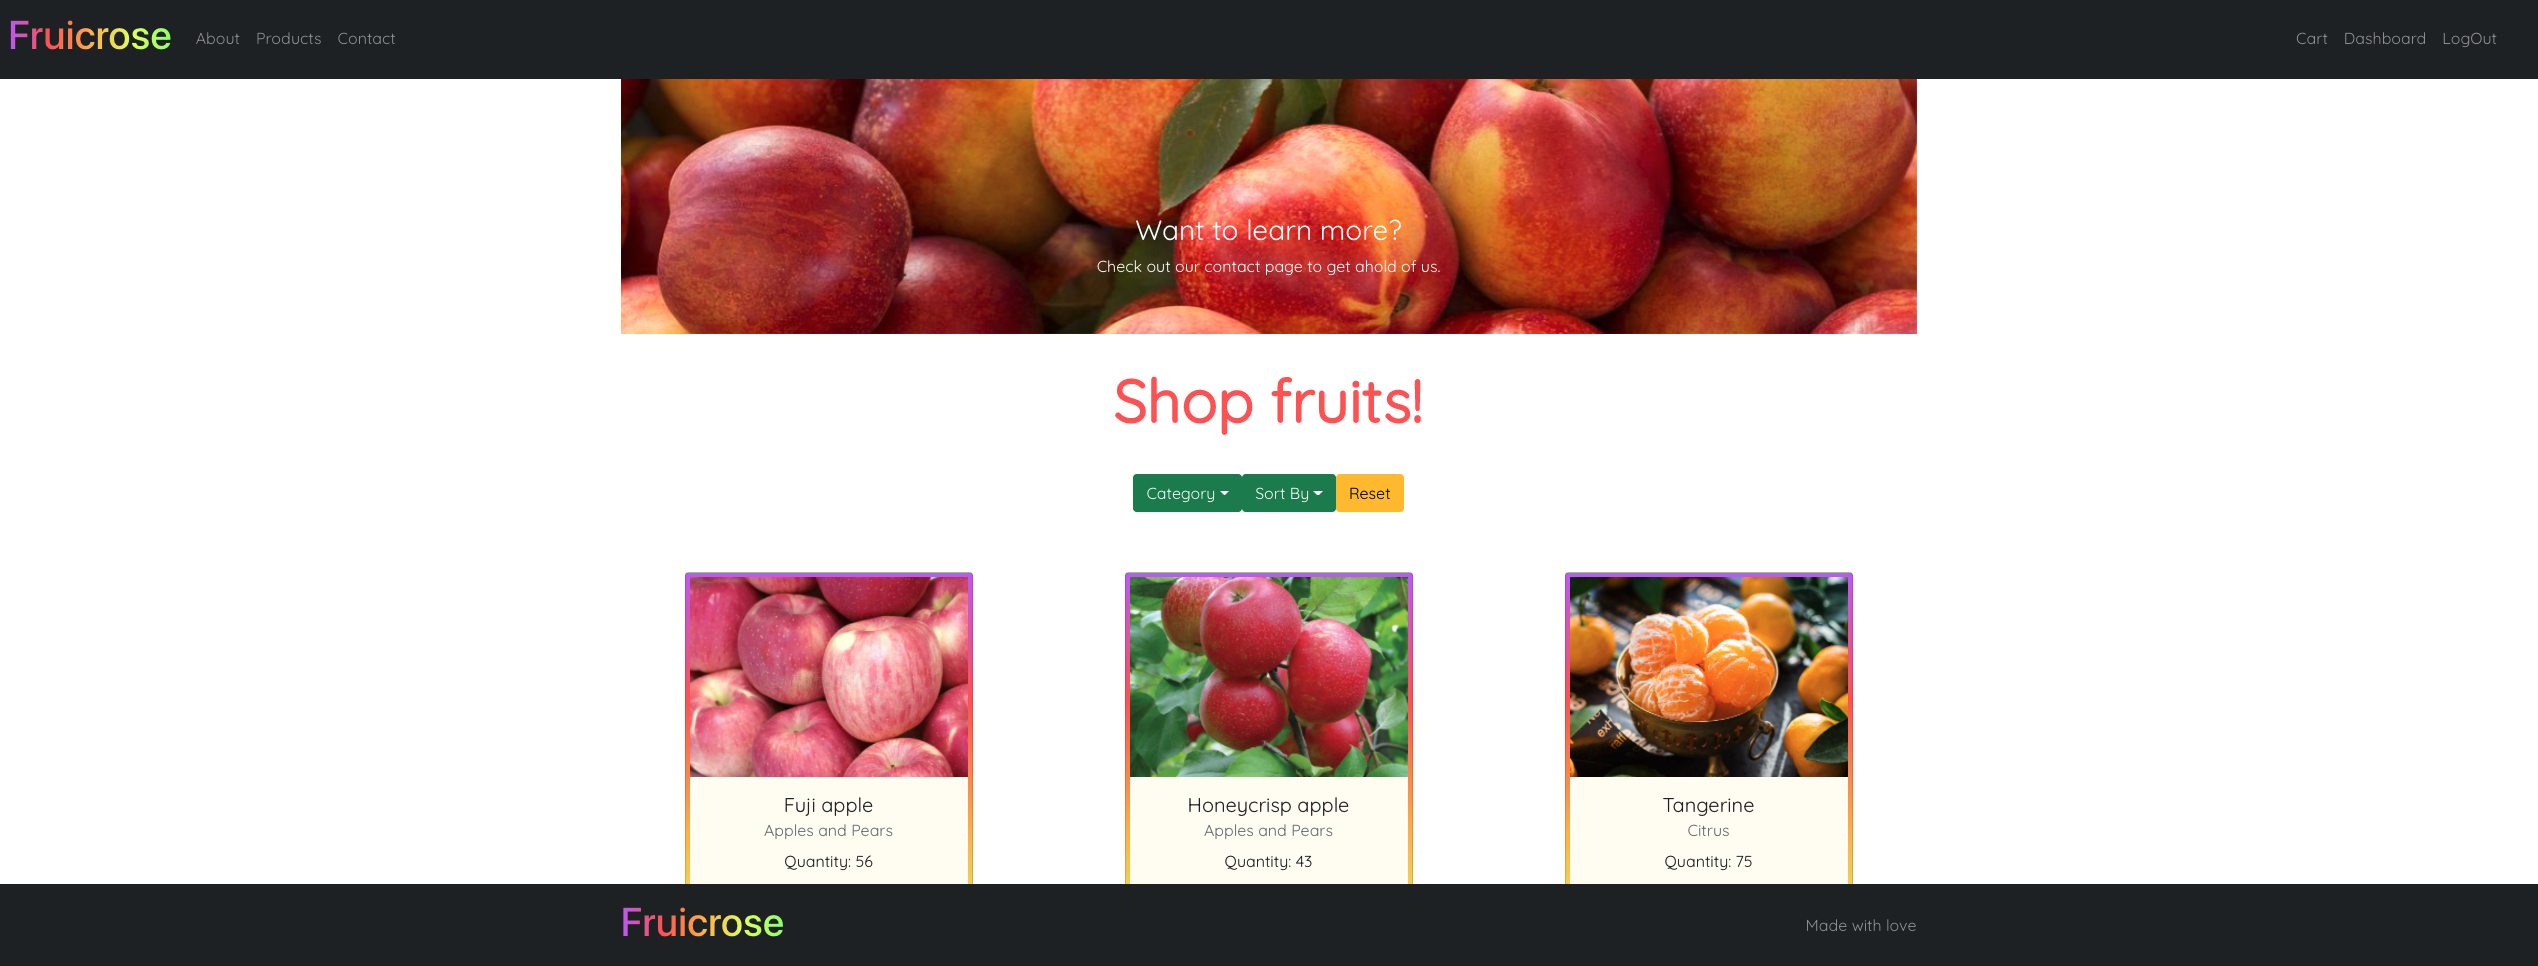 Fruicrose About Products Contact Cart Dashboard LogOut
Want to learn more?
Check out our contact page to get ahold of us.
Shop fruits!
Category Sort By Reset
Fuji apple
Apples and Pears
Quantity: 56
Honeycrisp apple
Apples and Pears
Quantity: 43
Tangerine
Citrus
Quantity: 75
Fruicrose Made with love